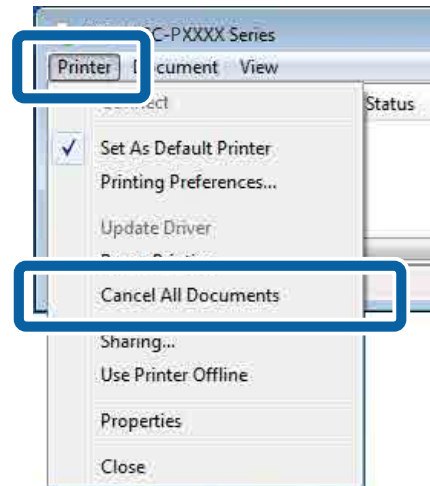 C-PXXXX Series
Printer Document View
Connect
Status
Set As Default Printer
Printing Preferences...
Update Driver
Cancel All Documents
Sharing...
Use Printer Offline
Properties
Close